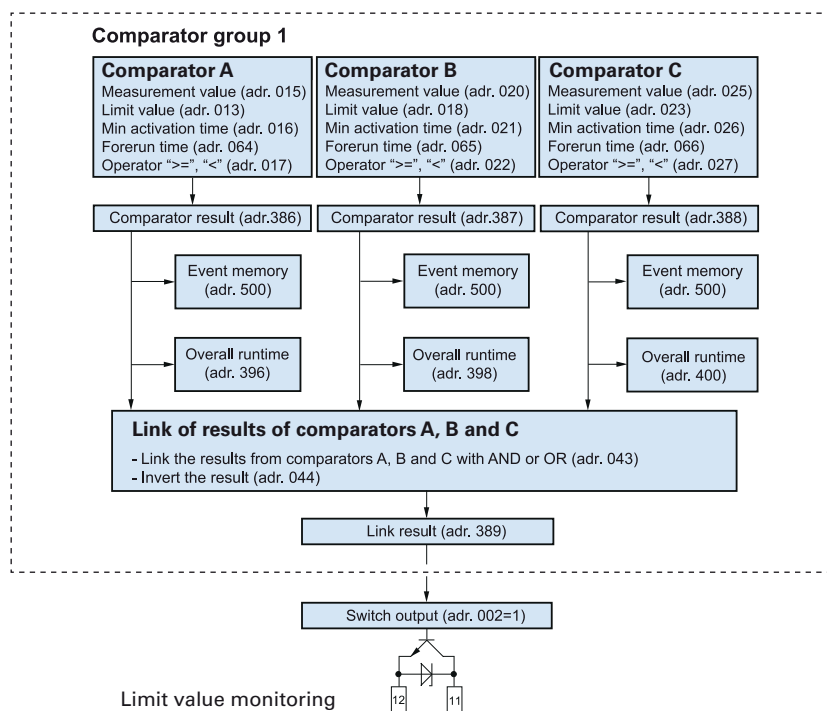 Comparator group 1
Comparator A
Measurement value (adr. 015)
Limit value (adr. 013)
Min activation time (adr. 016)
Forerun time (adr. 064)
Operator “>=”, “<” (adr. 017)
Comparator B
Measurement value (adr. 020)
Limit value (adr. 018)
Min activation time (adr. 021)
Forerun time (adr. 065)
Operator “>=”, “<” (adr. 022)
Comparator C
Measurement value (adr. 025)
Limit value (adr. 023)
Min activation time (adr. 026)
Forerun time (adr. 066)
Operator “>=”, “<” (adr. 027)
Comparator result (adr.386)
Comparator result (adr.387)
Comparator result (adr.388)
Event memory
(adr. 500)
Event memory
(adr. 500)
Event memory
(adr. 500)
Overall runtime
(adr. 396)
Overall runtime
(adr. 398)
Overall runtime
(adr. 400)
Link of results of comparators A, B and C
- Link the results from comparators A, B and C with AND or OR (adr. 043)
- Invert the result (adr. 044)
Link result (adr. 389)
Switch output (adr. 002=1)
Limit value monitoring
12
11